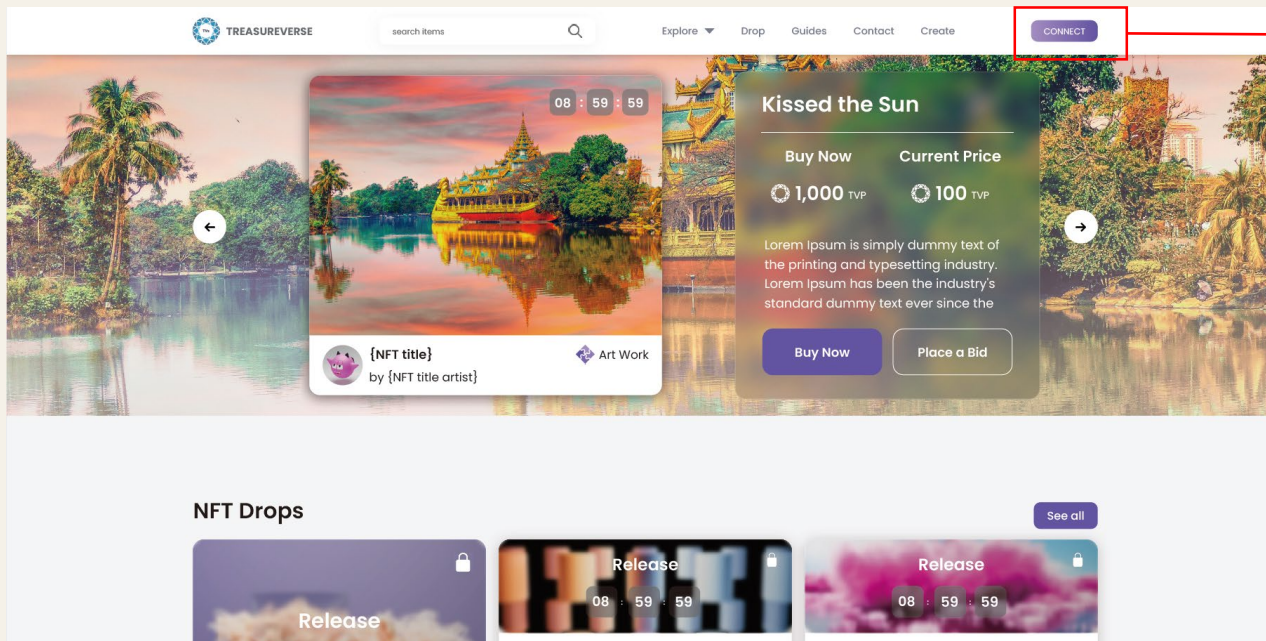 TREASUREVERSE
search items
Explore
Drop
Guides
Contact
Create
CONNECT
08 : 59 : 59
{NFT title}
by {NFT title artist}
Art Work
Kissed the Sun
Buy Now
Current Price
1,000 TVP
100 TVP
Lorem Ipsum is simply dummy text of
the printing and typesetting industry.
Lorem Ipsum has been the industry's
standard dummy text ever since the
Buy Now
Place a Bid
NFT Drops
See all
Release
Release
08 : 59 : 59
Release
08 : 59 : 59